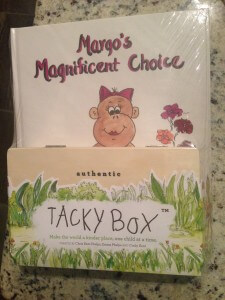 Margo's
Magnificent Choice
authentic
TACKY BOX™
Make the world a kinder place, one child at a time